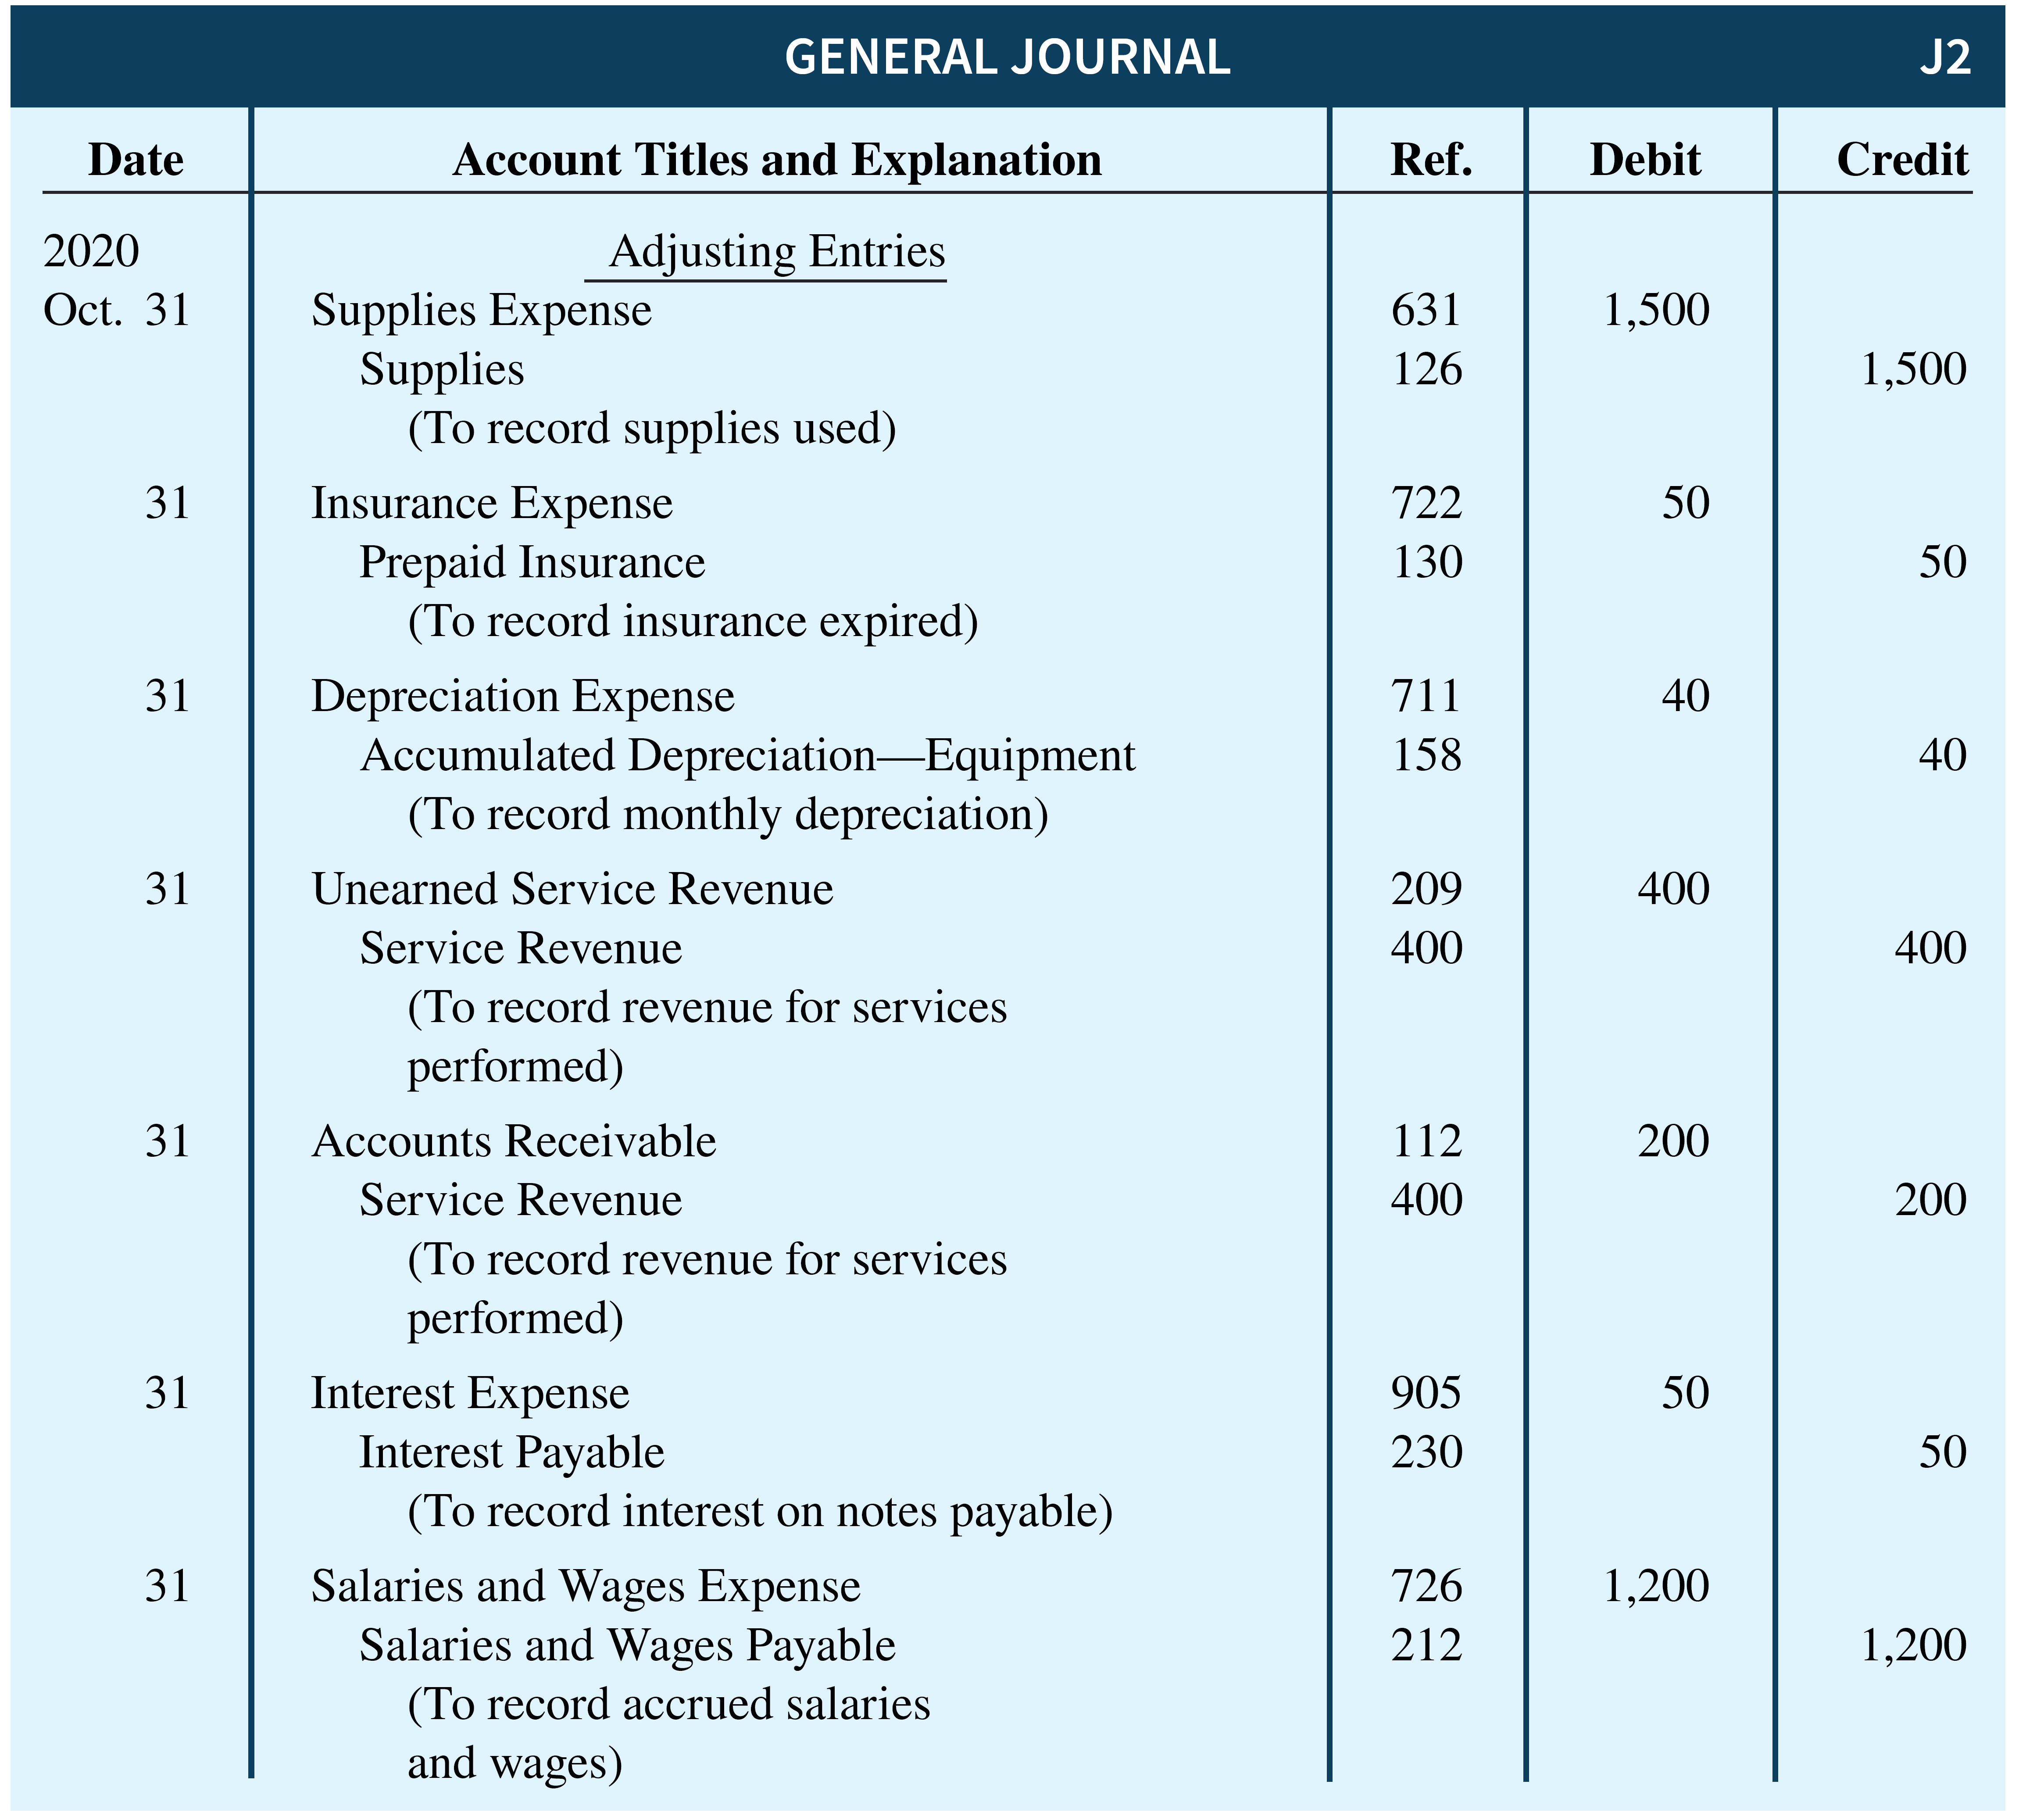 GENERAL JOURNAL J2
Date Account Titles and Explanation Ref. Debit Credit
2020 Adjusting Entries
Oct. 31 Supplies Expense 631 1,500
Supplies 126 1,500
(To record supplies used)
31 Insurance Expense 722 50
Prepaid Insurance 130 50
(To record insurance expired)
31 Depreciation Expense 711 40
Accumulated Depreciation—Equipment 158 40
(To record monthly depreciation)
31 Unearned Service Revenue 209 400
Service Revenue 400 400
(To record revenue for services
performed)
31 Accounts Receivable 112 200
Service Revenue 400 200
(To record revenue for services
performed)
31 Interest Expense 905 50
Interest Payable 230 50
(To record interest on notes payable)
31 Salaries and Wages Expense 726 1,200
Salaries and Wages Payable 212 1,200
(To record accrued salaries
and wages)